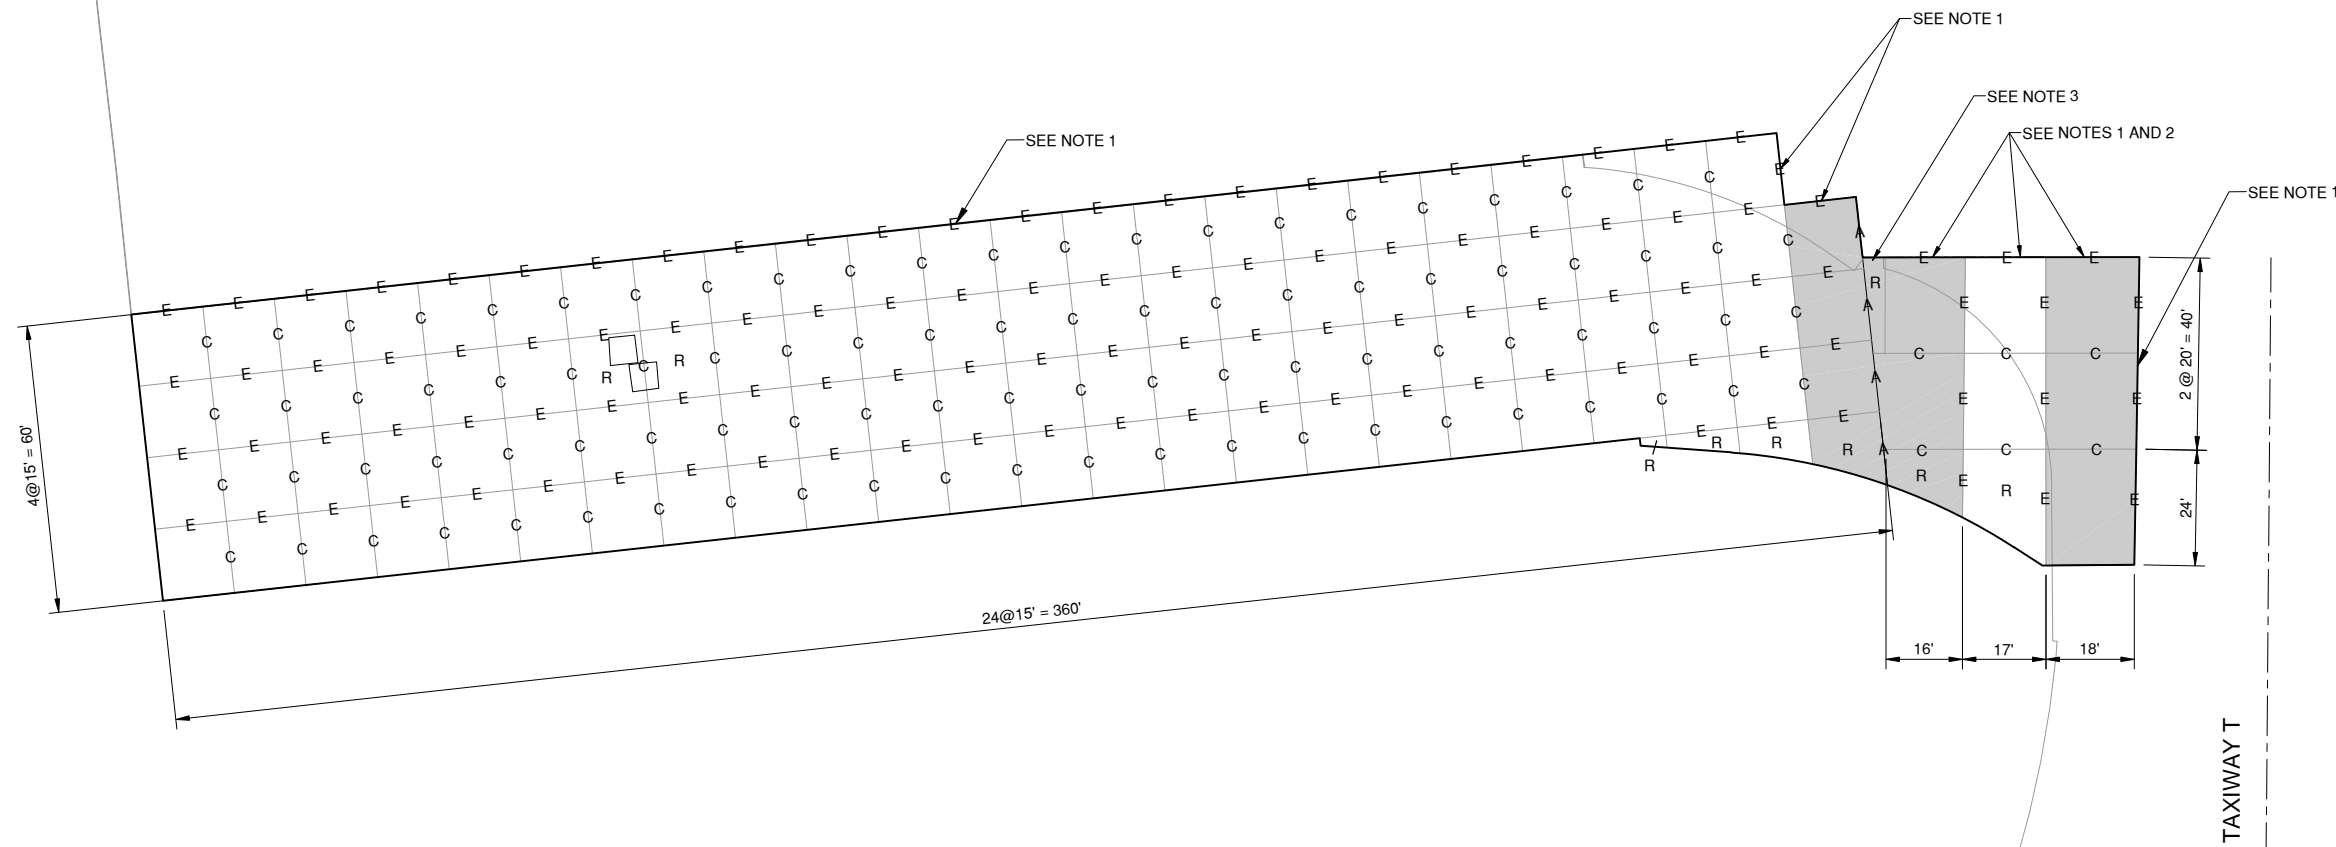 SEE NOTE 1
SEE NOTE 3
SEE NOTES 1 AND 2
SEE NOTE 1
SEE NOTE 1
E E E E E E E E E E E E E E E E E E E E E E E
E E
C C C C C C C C C C C C C C C C C C C C C C
A
E E E E E E E E E E E E E E E E E E E E E E E
C C C C C C C C C C C C C C C C C C C C C C C
E E E E E E E E E E E E E E E E E E E E E E E E
R R
C C C C C C C C C C C C C C C C C C C C C C C
E E E E E E E E E E E E E E E E E E E E E E E E
C C C C C C C C C C C C C C C C C C C C C C C
E E E
R R R R
E E E
R
A E E E
C C C
A E E E
A C C C
R E R E E
4@15' = 60'
24@15' = 360'
2 @ 20' = 40'
24'
16' 17' 18'
TAXIWAY T